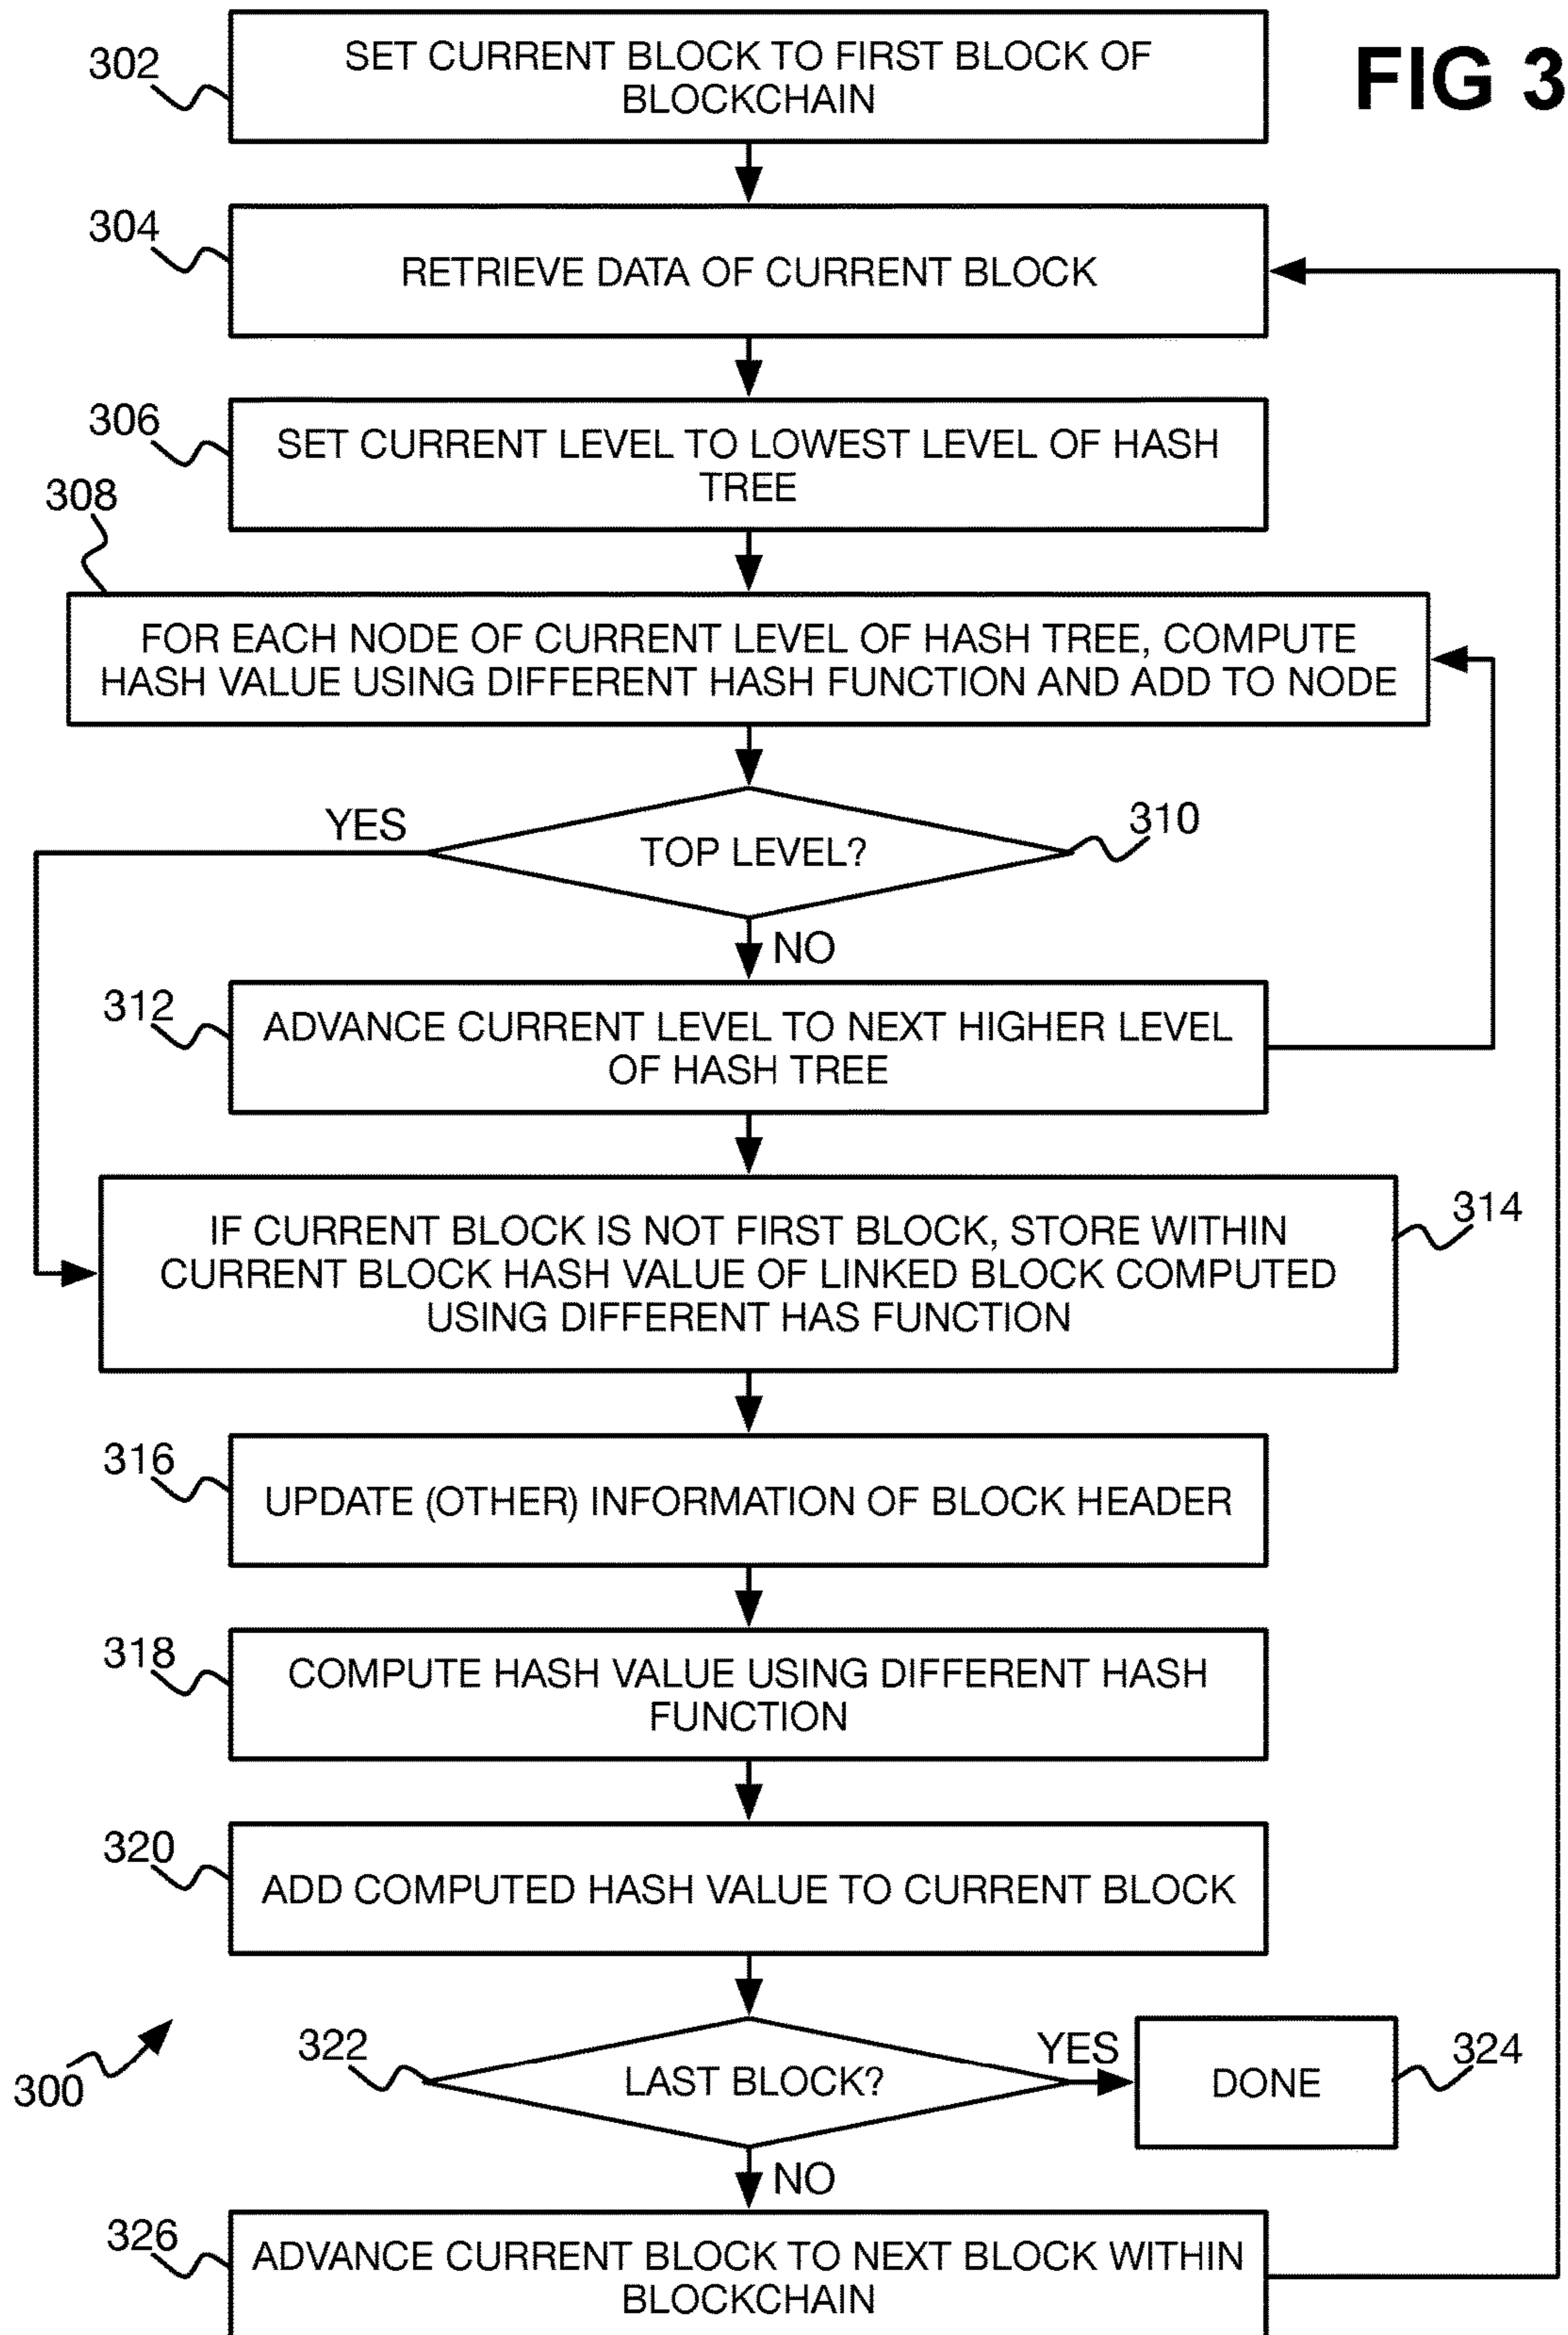 FIG 3
302
SET CURRENT BLOCK TO FIRST BLOCK OF
BLOCKCHAIN
304
RETRIEVE DATA OF CURRENT BLOCK
306
SET CURRENT LEVEL TO LOWEST LEVEL OF HASH
TREE
308
FOR EACH NODE OF CURRENT LEVEL OF HASH TREE, COMPUTE
HASH VALUE USING DIFFERENT HASH FUNCTION AND ADD TO NODE
YES
TOP LEVEL?
310
NO
312
ADVANCE CURRENT LEVEL TO NEXT HIGHER LEVEL
OF HASH TREE
314
IF CURRENT BLOCK IS NOT FIRST BLOCK, STORE WITHIN
CURRENT BLOCK HASH VALUE OF LINKED BLOCK COMPUTED
USING DIFFERENT HAS FUNCTION
316
UPDATE (OTHER) INFORMATION OF BLOCK HEADER
318
COMPUTE HASH VALUE USING DIFFERENT HASH
FUNCTION
320
ADD COMPUTED HASH VALUE TO CURRENT BLOCK
300
322
LAST BLOCK?
YES
DONE
324
NO
326
ADVANCE CURRENT BLOCK TO NEXT BLOCK WITHIN
BLOCKCHAIN